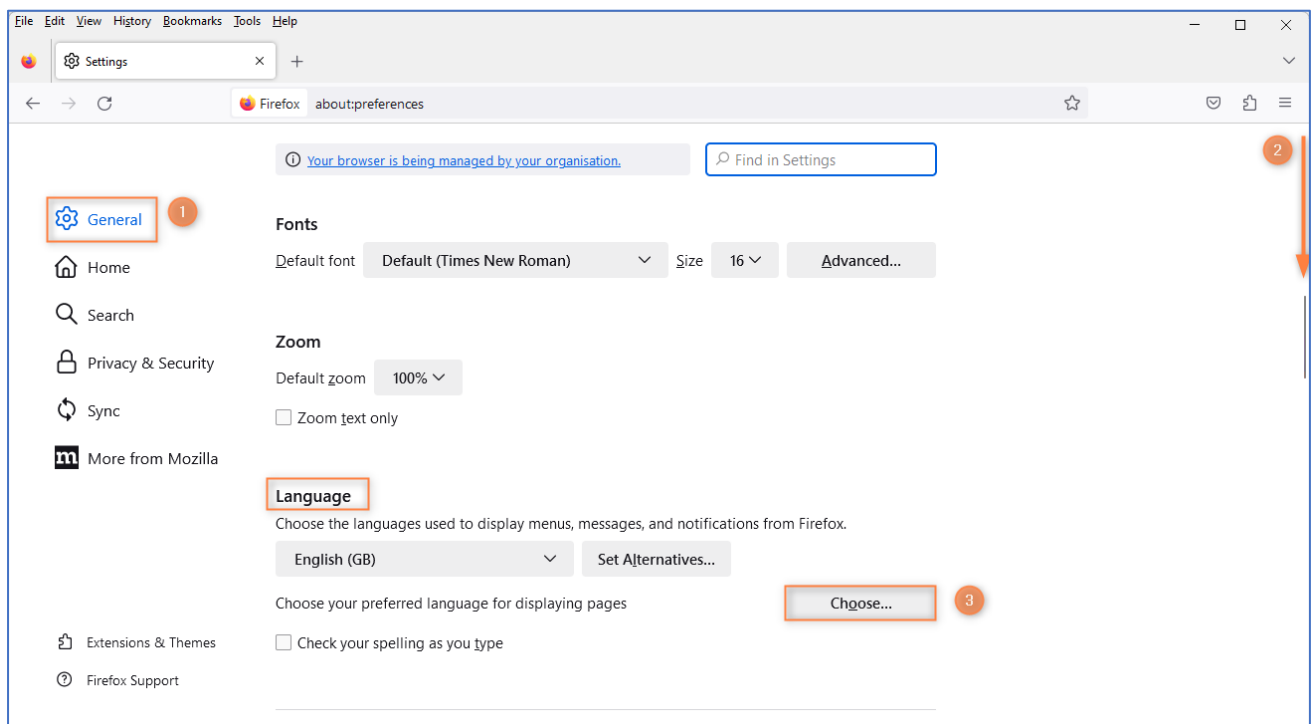 File Edit View History Bookmarks Tools Help
Settings
Firefox about:preferences
Your browser is being managed by your organisation.
Find in Settings
2
General
1
Home
Search
Privacy & Security
Sync
m More from Mozilla
Extensions & Themes
Firefox Support
Fonts
Default font Default (Times New Roman) Size 16 Advanced...
Zoom
Default zoom 100%
Zoom text only
Language
Choose the languages used to display menus, messages, and notifications from Firefox.
English (GB) Set Alternatives...
Choose your preferred language for displaying pages Choose... 3
Check your spelling as you type